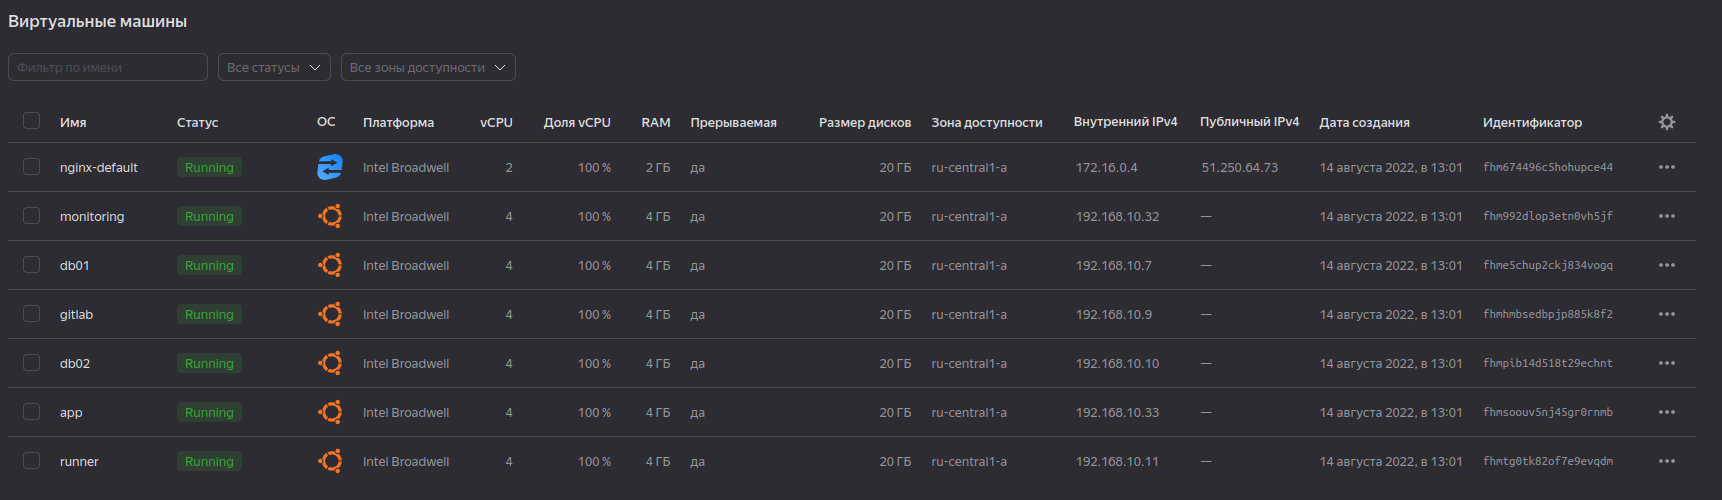 Виртуальные машины
Фильтр по имени Все статусы Все зоны доступности
Имя Статус ОС Платформа vCPU Доля vCPU RAM Прерываемая Размер дисков Зона доступности Внутренний IPv4 Публичный IPv4 Дата создания Идентификатор
nginx-default Running Intel Broadwell 2 100 % 2 ГБ да 20 ГБ ru-central1-a 172.16.0.4 51.250.64.73 14 августа 2022, в 13:01 fhm674496c5hohupce44
monitoring Running Intel Broadwell 4 100 % 4 ГБ да 20 ГБ ru-central1-a 192.168.10.32 — 14 августа 2022, в 13:01 fhm992dlop3etn0vh5jf
db01 Running Intel Broadwell 4 100 % 4 ГБ да 20 ГБ ru-central1-a 192.168.10.7 — 14 августа 2022, в 13:01 fhme5chup2ckj834vogq
gitlab Running Intel Broadwell 4 100 % 4 ГБ да 20 ГБ ru-central1-a 192.168.10.9 — 14 августа 2022, в 13:01 fhmhmbsedbpjp885k8f2
db02 Running Intel Broadwell 4 100 % 4 ГБ да 20 ГБ ru-central1-a 192.168.10.10 — 14 августа 2022, в 13:01 fhmpib14d518t29echnt
app Running Intel Broadwell 4 100 % 4 ГБ да 20 ГБ ru-central1-a 192.168.10.33 — 14 августа 2022, в 13:01 fhmsoouv5nj45gr0rnmb
runner Running Intel Broadwell 4 100 % 4 ГБ да 20 ГБ ru-central1-a 192.168.10.11 — 14 августа 2022, в 13:01 fhmtg0tk82of7e9evqdm